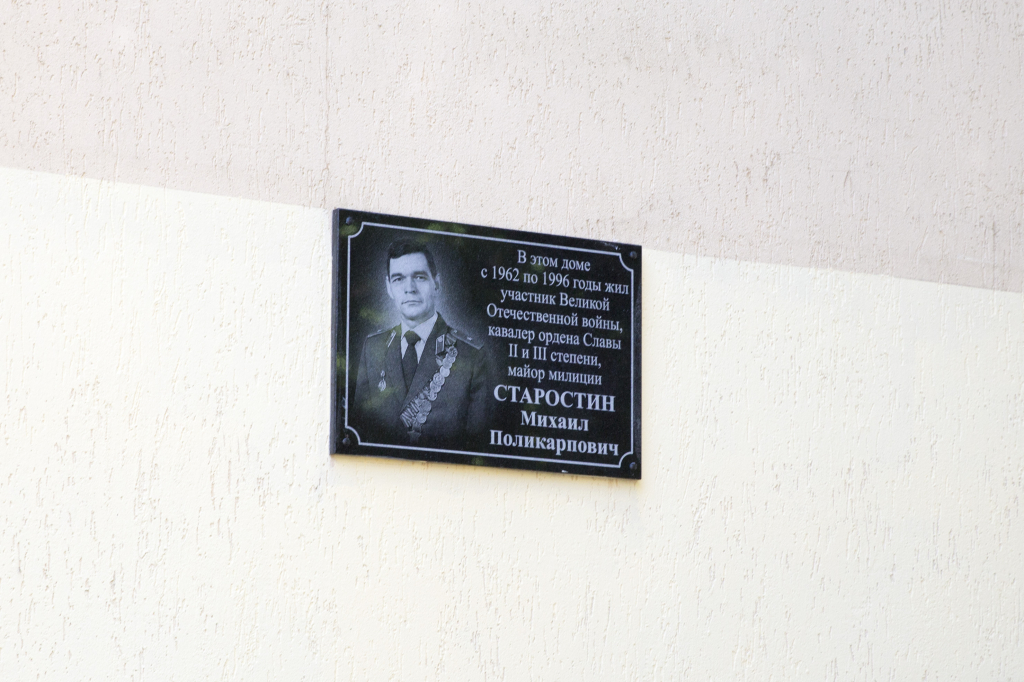 В этом доме
с 1962 по 1996 годы жил
участник Великой
Отечественной войны,
кавалер ордена Славы
II и III степени,
майор милиции
СТАРОСТИН
Михаил
Поликарпович